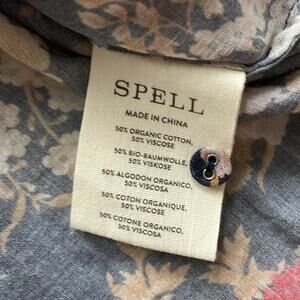 SPELL
MADE IN CHINA
50% ORGANIC COTTON,
50% VISCOSE
50% BIO-BAUMWOLLE,
50% VISKOSE
50% ALGODON ORGANICO,
50% VISCOSA
50% COTON ORGANIQUE,
50% VISCOSE
50% COTONE ORGANICO,
50% VISCOSA